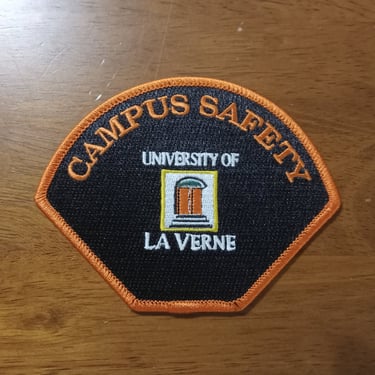 CAMPUS SAFETY
UNIVERSITY OF
LA VERNE